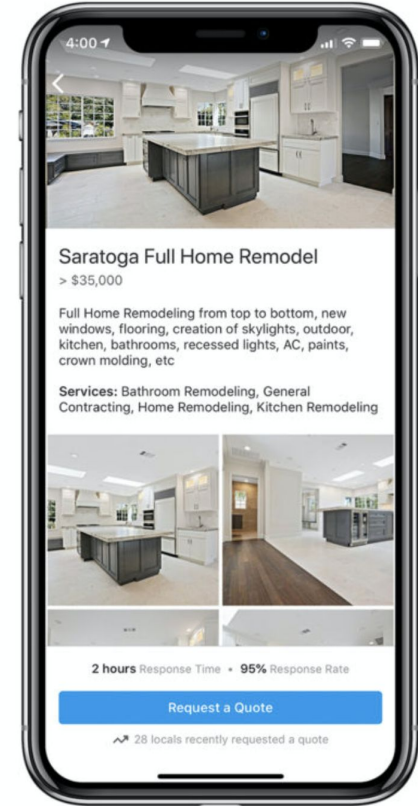 4:00
Saratoga Full Home Remodel
> $35,000
Full Home Remodeling from top to bottom, new
windows, flooring, creation of skylights, outdoor,
kitchen, bathrooms, recessed lights, AC, paints,
crown molding, etc
Services: Bathroom Remodeling, General
Contracting, Home Remodeling, Kitchen Remodeling
2 hours Response Time • 95% Response Rate
Request a Quote
28 locals recently requested a quote